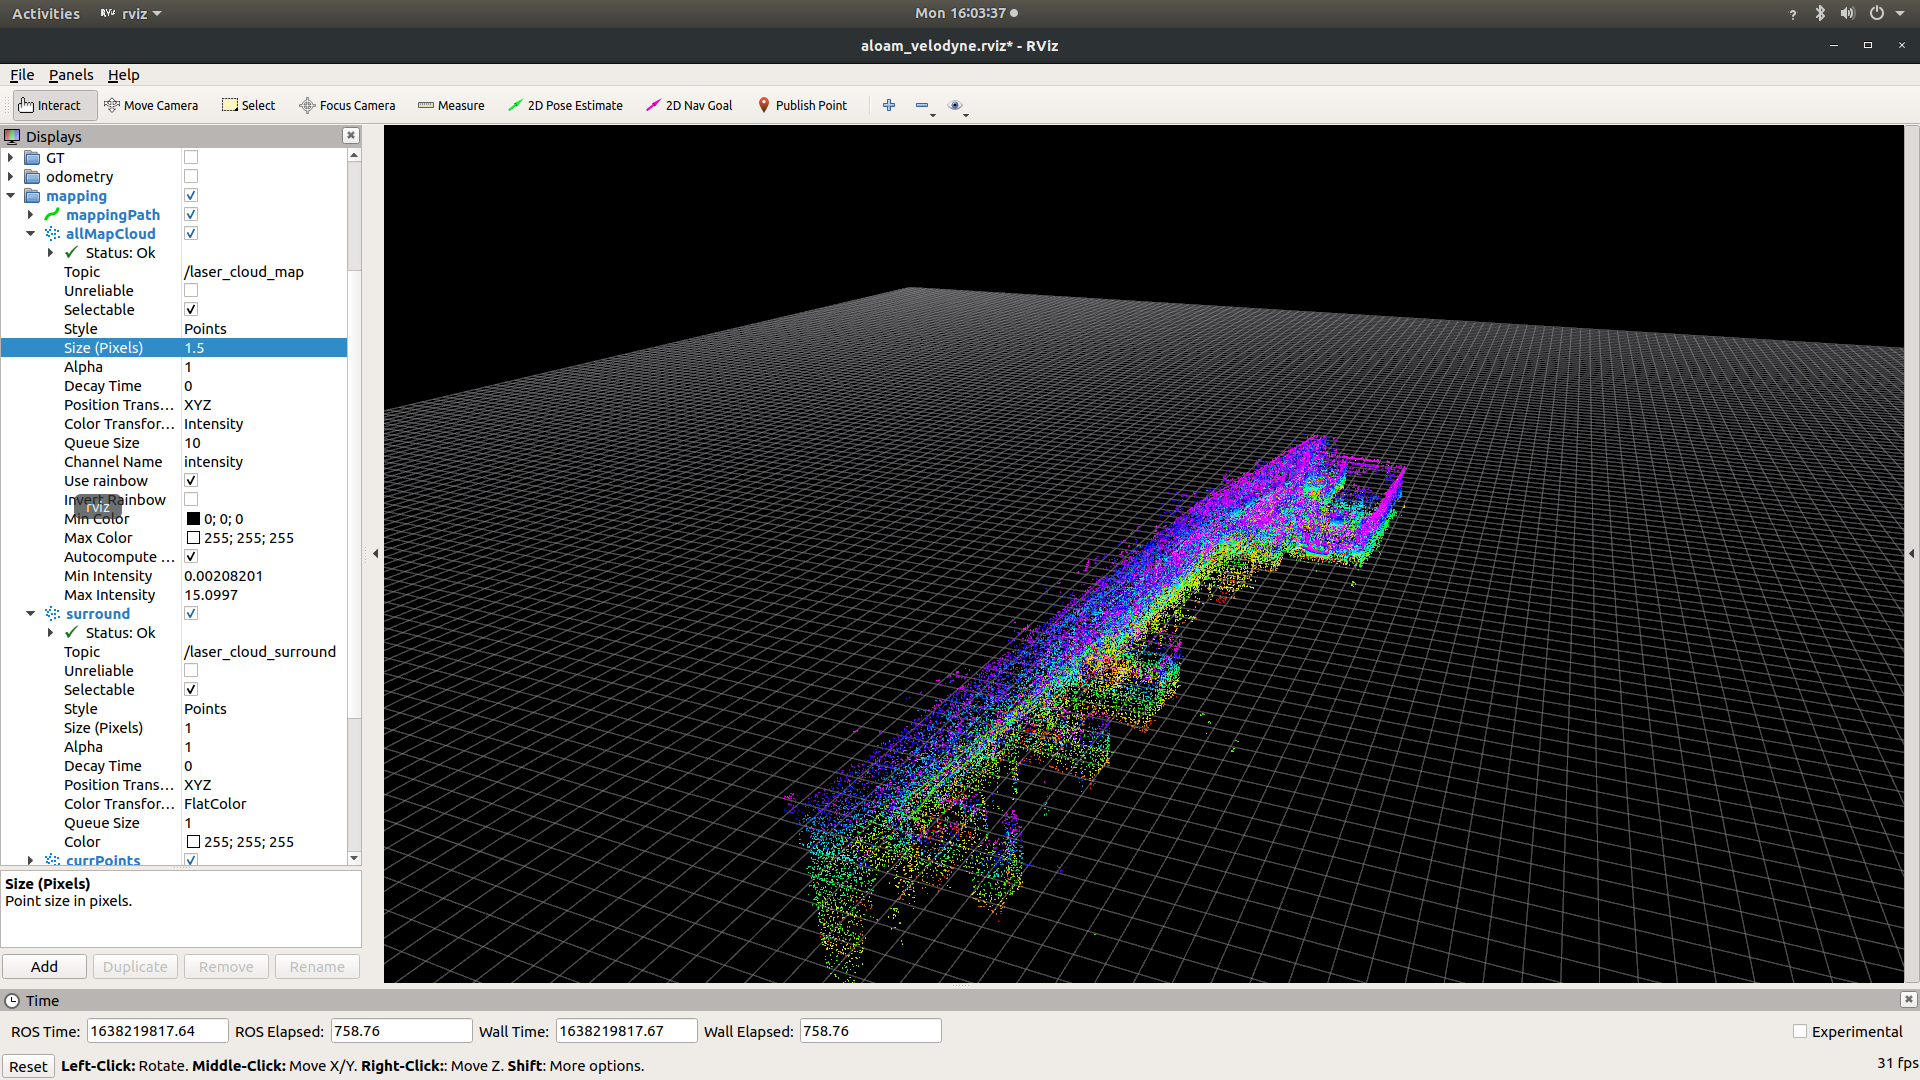 Activities RViz rviz Mon 16:03:37 ?
aloam_velodyne.rviz* - RViz
File Panels Help
Interact Move Camera Select Focus Camera Measure 2D Pose Estimate 2D Nav Goal Publish Point
Displays
GT
odometry
mapping
mappingPath
allMapCloud
Status: Ok
Topic /laser_cloud_map
Unreliable
Selectable
Style Points
Size (Pixels) 1.5
Alpha 1
Decay Time 0
Position Trans... XYZ
Color Transfor... Intensity
Queue Size 10
Channel Name intensity
Use rainbow
Invert Rainbow
rviz
Min Color 0; 0; 0
Max Color 255; 255; 255
Autocompute ...
Min Intensity 0.00208201
Max Intensity 15.0997
surround
Status: Ok
Topic /laser_cloud_surround
Unreliable
Selectable
Style Points
Size (Pixels) 1
Alpha 1
Decay Time 0
Position Trans... XYZ
Color Transfor... FlatColor
Queue Size 1
Color 255; 255; 255
currPoints
Size (Pixels)
Point size in pixels.
Add Duplicate Remove Rename
Time
ROS Time: 1638219817.64 ROS Elapsed: 758.76 Wall Time: 1638219817.67 Wall Elapsed: 758.76 Experimental
Reset Left-Click: Rotate. Middle-Click: Move X/Y. Right-Click:: Move Z. Shift: More options. 31 fps